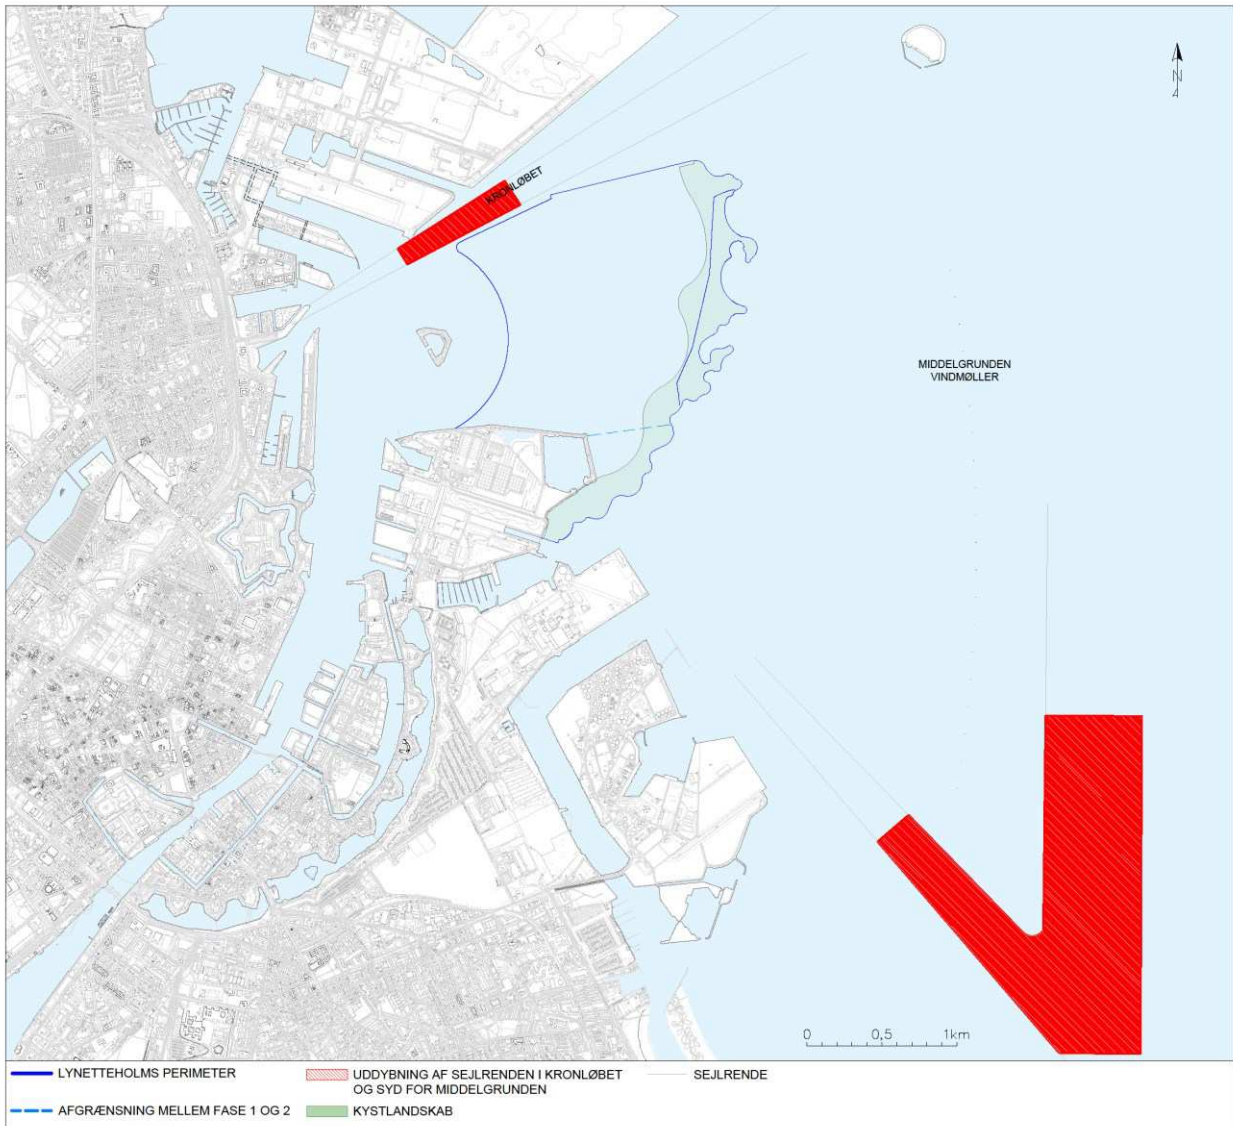 N
KRONLØBET
MIDDELGRUNDEN
VINDMØLLER
0 0,5 1km
LYNETTEHOLMS PERIMETER
UDDYBNING AF SEJLRENDEN I KRONLØBET
OG SYD FOR MIDDELGRUNDEN
SEJLRENDE
AFGRÆNSNING MELLEM FASE 1 OG 2
KYSTLANDSKAB